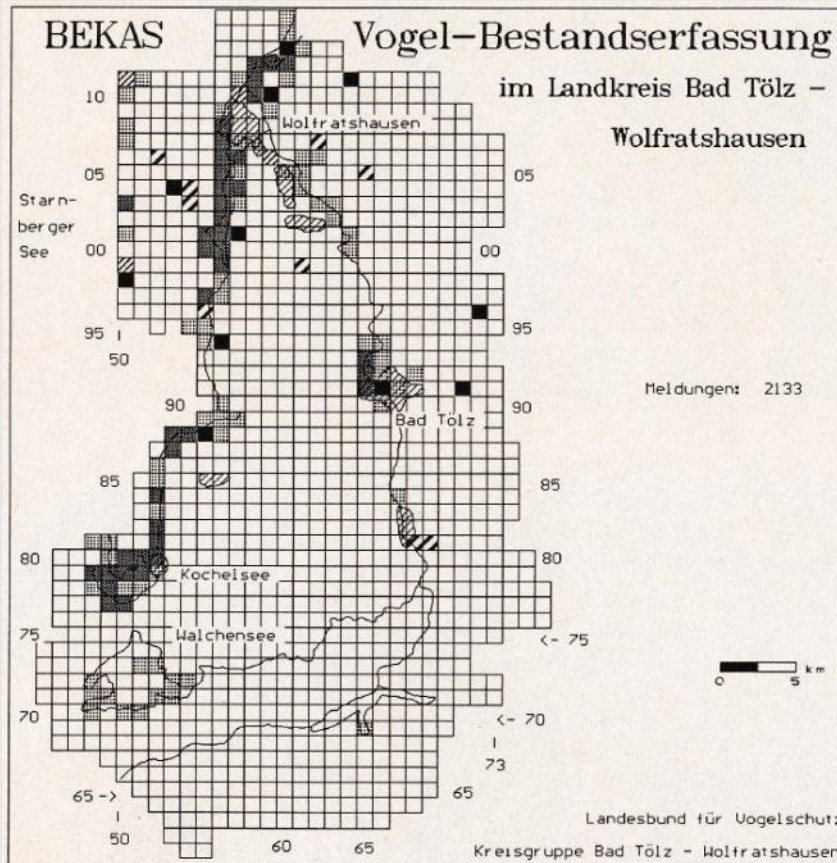 BEKAS Vogel-Bestandserfassung
im Landkreis Bad Tölz -
Wolfratshausen
10
Wolfratshausen
05 05
Starn-
berger
See
00 00
95 95
50
Meldungen: 2133
90 90
Bad Tölz
85 85
80 80
Kochelsee
75 <- 75
Walchensee
km
0 5
70 <- 70
73
65 -> 65
50
60 65
Landesbund für Vogelschutz
Kreisgruppe Bad Tölz - Wolfratshausen